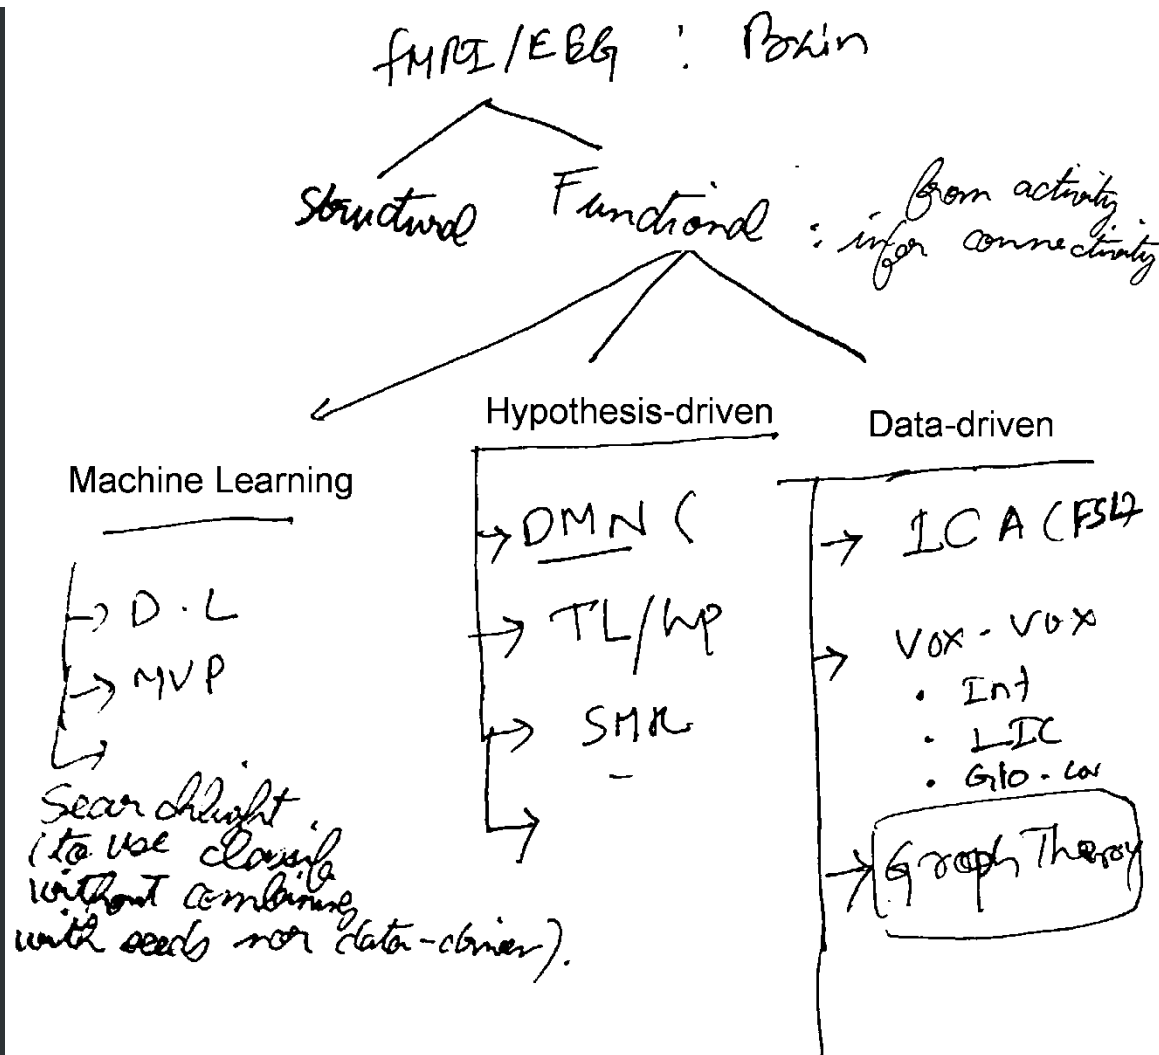 fMRI/EEG : Brain
Structural
Functional : from activity
infer connectivity
Machine Learning
D.L
MVP
Searchlight.
(to use classif
without combining
with seeds nor data-driven).
Hypothesis-driven
DMN (
TL/hp
SMR
Data-driven
ICA (FSL)
Vox - Vox
• Int
• LIC
• Glo - Cor
Graph Theory